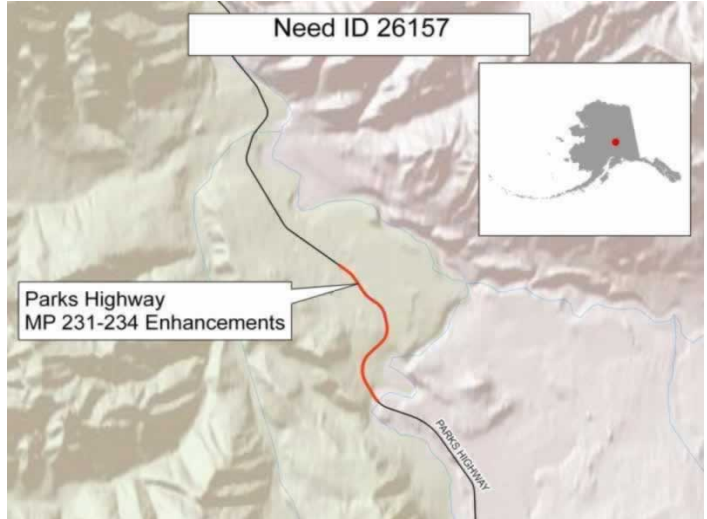 Need ID 26157
Parks Highway
MP 231-234 Enhancements
PARKS HIGHWAY